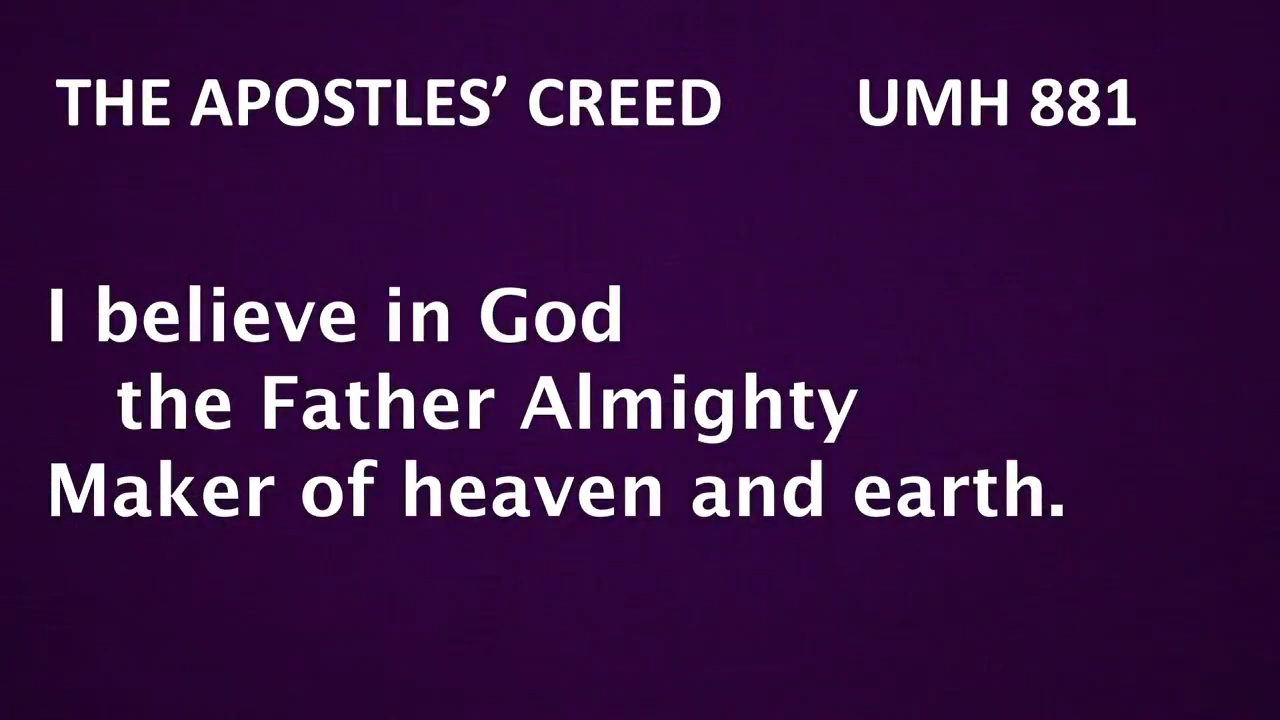 THE APOSTLES’ CREED UMH 881
I believe in God
the Father Almighty
Maker of heaven and earth.